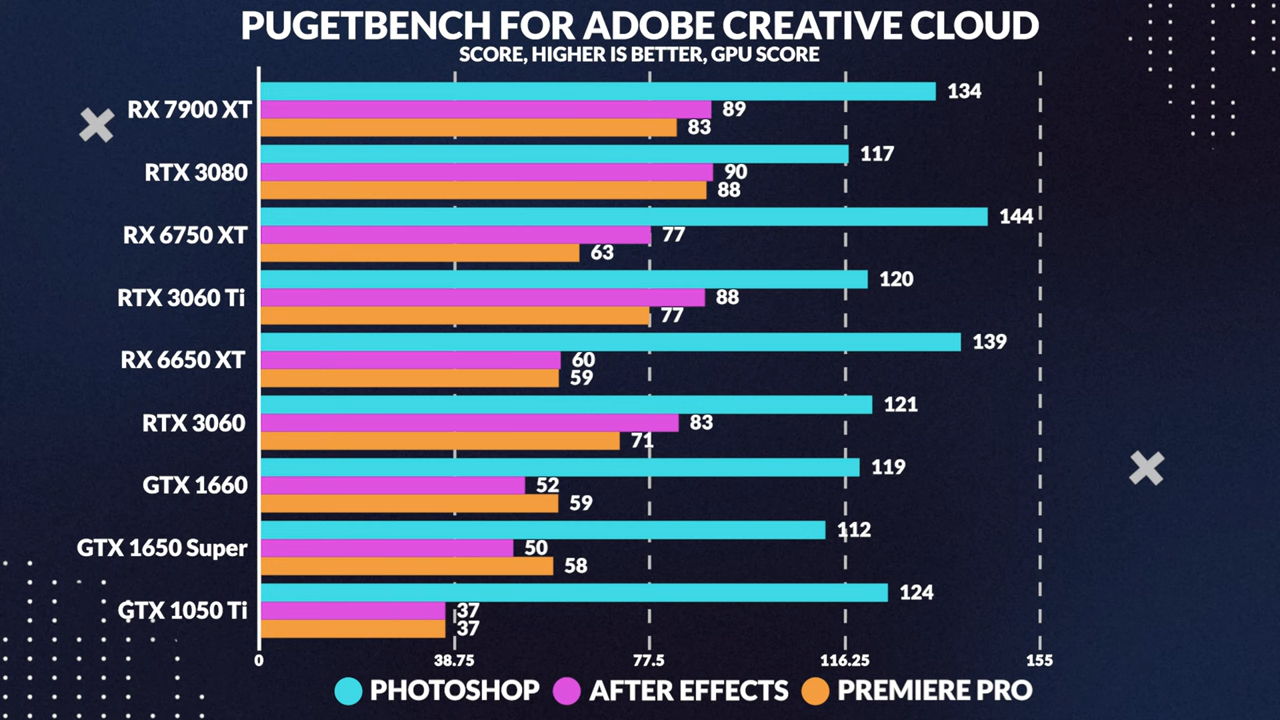 PUGETBENCH FOR ADOBE CREATIVE CLOUD
SCORE, HIGHER IS BETTER, GPU SCORE
RX 7900 XT
134
89
83
RTX 3080
117
90
88
RX 6750 XT
144
77
63
RTX 3060 Ti
120
88
77
RX 6650 XT
139
60
59
RTX 3060
121
83
71
GTX 1660
119
52
59
GTX 1650 Super
112
50
58
GTX 1050 Ti
124
37
37
0 38.75 77.5 116.25 155
PHOTOSHOP AFTER EFFECTS PREMIERE PRO